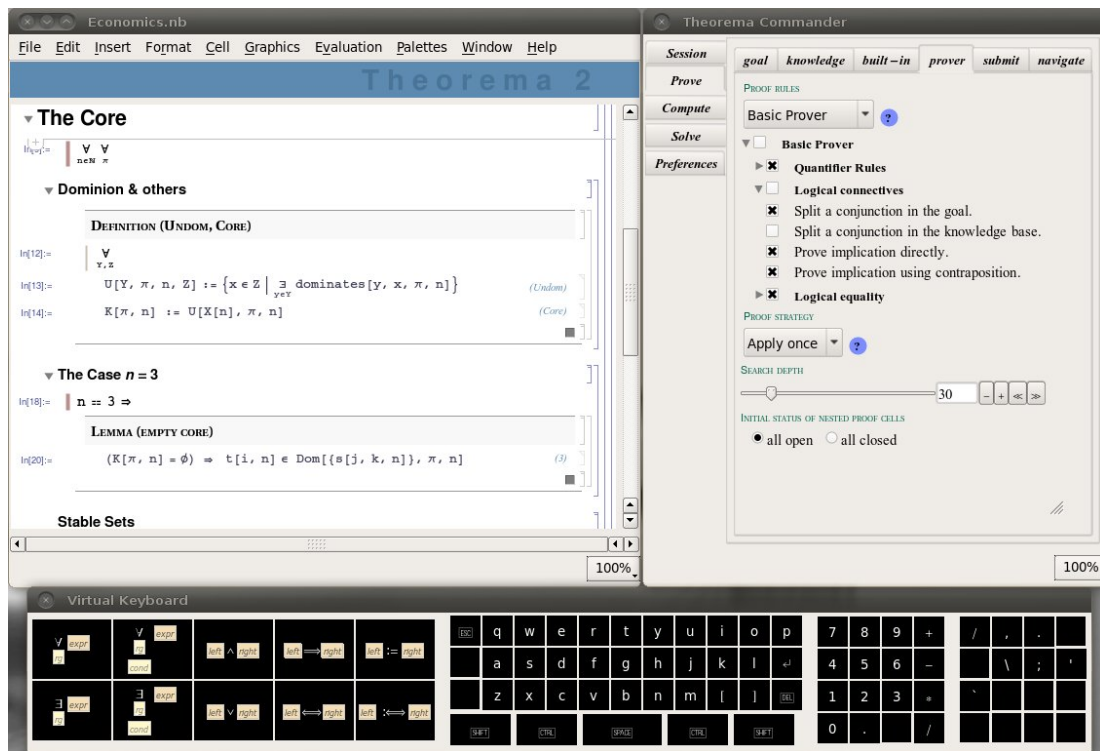 Economics.nb
File Edit Insert Format Cell Graphics Evaluation Palettes Window Help
Theorema 2
The Core
∀ ∀
n∈ℕ π
Dominion & others
DEFINITION (UNDOM, CORE)
In[12]:= ∀
Y,Z
In[13]:= U[Y, π, n, Z] := {x ∈ Z | ∃ dominates[y, x, π, n]} (Undom)
y∈Y
In[14]:= K[π, n] := U[X[n], π, n] (Core)
The Case n = 3
In[18]:= n == 3 ⇒
LEMMA (EMPTY CORE)
In[20]:= (K[π, n] = ∅) ⇒ t[i, n] ∈ Dom[{s[j, k, n]}, π, n] (3)
Stable Sets
100%
Theorema Commander
Session
Prove
Compute
Solve
Preferences
goal knowledge built-in prover submit navigate
PROOF RULES
Basic Prover ?
Basic Prover
Quantifier Rules
Logical connectives
Split a conjunction in the goal.
Split a conjunction in the knowledge base.
Prove implication directly.
Prove implication using contraposition.
Logical equality
PROOF STRATEGY
Apply once ?
SEARCH DEPTH
30 - + ≪ ≫
INITIAL STATUS OF NESTED PROOF CELLS
all open all closed
100%
Virtual Keyboard
∀ expr
rg
∀ expr
rg
cond
left ∧ right
left ⟹ right
left := right
∃ expr
rg
∃ expr
rg
cond
left ∨ right
left ⟺ right
left :⟺ right
ESC q w e r t y u i o p
a s d f g h j k l ↵
z x c v b n m [ ] DEL
SHIFT CTRL SPACE CTRL SHIFT
7 8 9 +
4 5 6 −
1 2 3 *
0 . /
/ , .
\ ; '
`